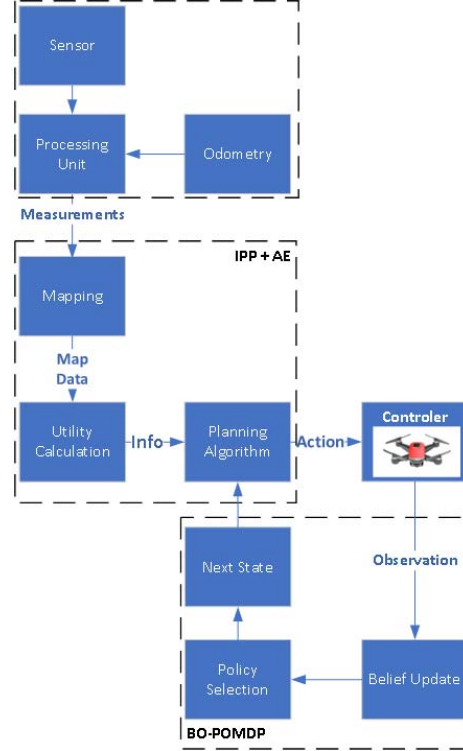 Sensor
Processing
Unit
Odometry
Measurements
IPP + AE
Mapping
Map
Data
Utility
Calculation
Info
Planning
Algorithm
Action
Controler
Observation
Next State
Policy
Selection
Belief Update
BO-POMDP